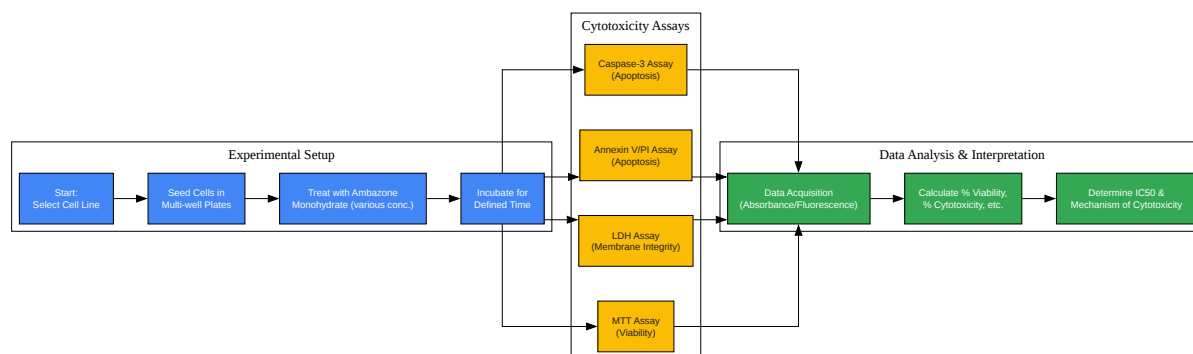 Cytotoxicity Assays
Caspase-3 Assay
(Apoptosis)
Annexin V/PI Assay
(Apoptosis)
LDH Assay
(Membrane Integrity)
MTT Assay
(Viability)
Experimental Setup
Start:
Select Cell Line
Seed Cells in
Multi-well Plates
Treat with Ambazone
Monohydrate (various conc.)
Incubate for
Defined Time
Data Analysis & Interpretation
Data Acquisition
(Absorbance/Fluorescence)
Calculate % Viability,
% Cytotoxicity, etc.
Determine IC50 &
Mechanism of Cytotoxicity